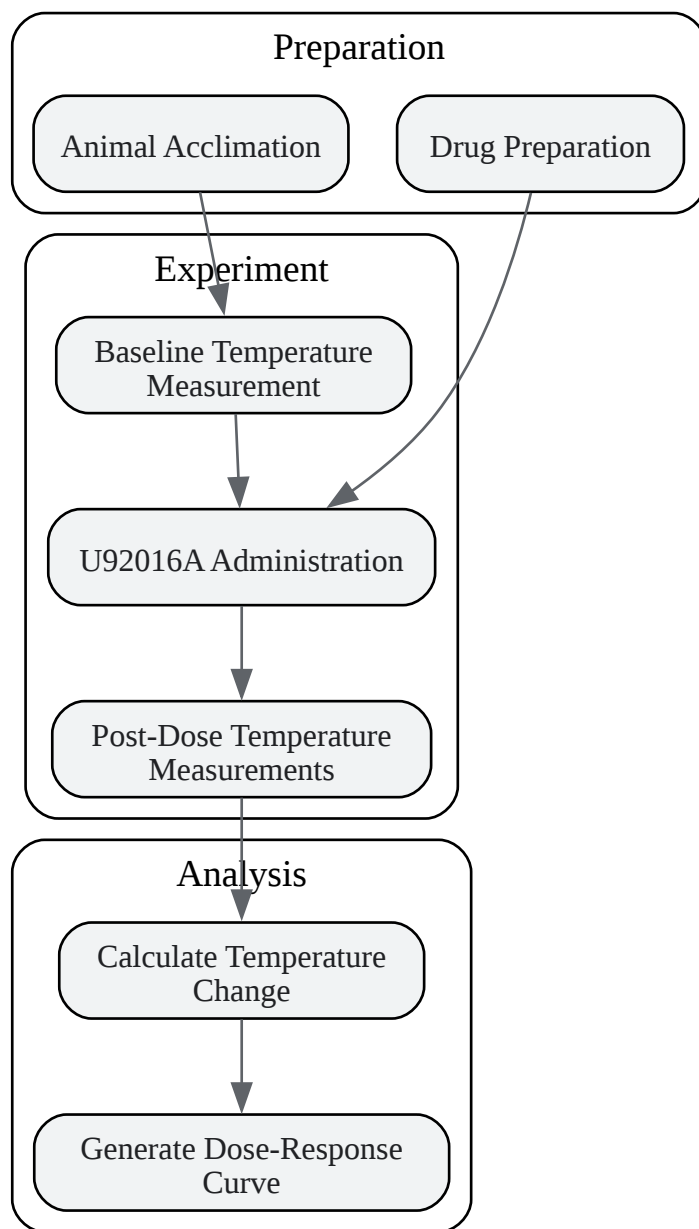 Preparation
Animal Acclimation
Drug Preparation
Experiment
Baseline Temperature
Measurement
U92016A Administration
Post-Dose Temperature
Measurements
Analysis
Calculate Temperature
Change
Generate Dose-Response
Curve